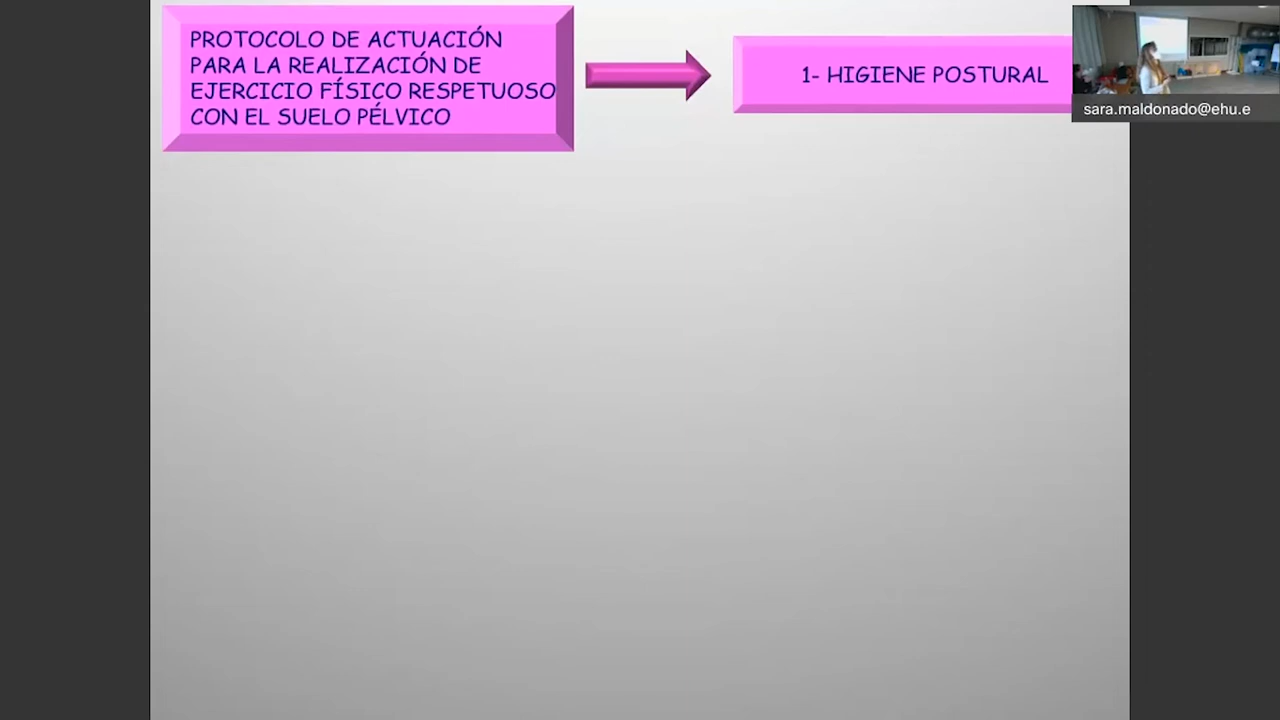 PROTOCOLO DE ACTUACIÓN
PARA LA REALIZACIÓN DE
EJERCICIO FÍSICO RESPETUOSO
CON EL SUELO PÉLVICO
1- HIGIENE POSTURAL
sara.maldonado@ehu.e